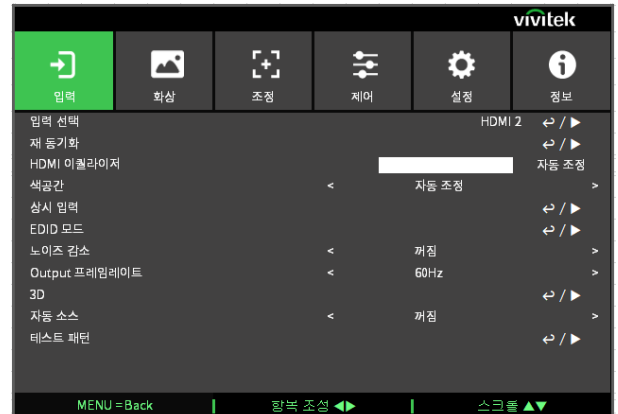 vivitek
입력 화상 조정 제어 설정 정보
입력 선택 HDMI 2 ↵ / ▶
재 동기화 ↵ / ▶
HDMI 이퀄라이저 자동 조정
색공간 < 자동 조정 >
상시 입력 ↵ / ▶
EDID 모드 ↵ / ▶
노이즈 감소 < 꺼짐 >
Output 프레임레이트 < 60Hz >
3D ↵ / ▶
자동 소스 < 꺼짐 >
테스트 패턴 ↵ / ▶
MENU =Back 항복 조성 ◀▶ 스크롤 ▲▼